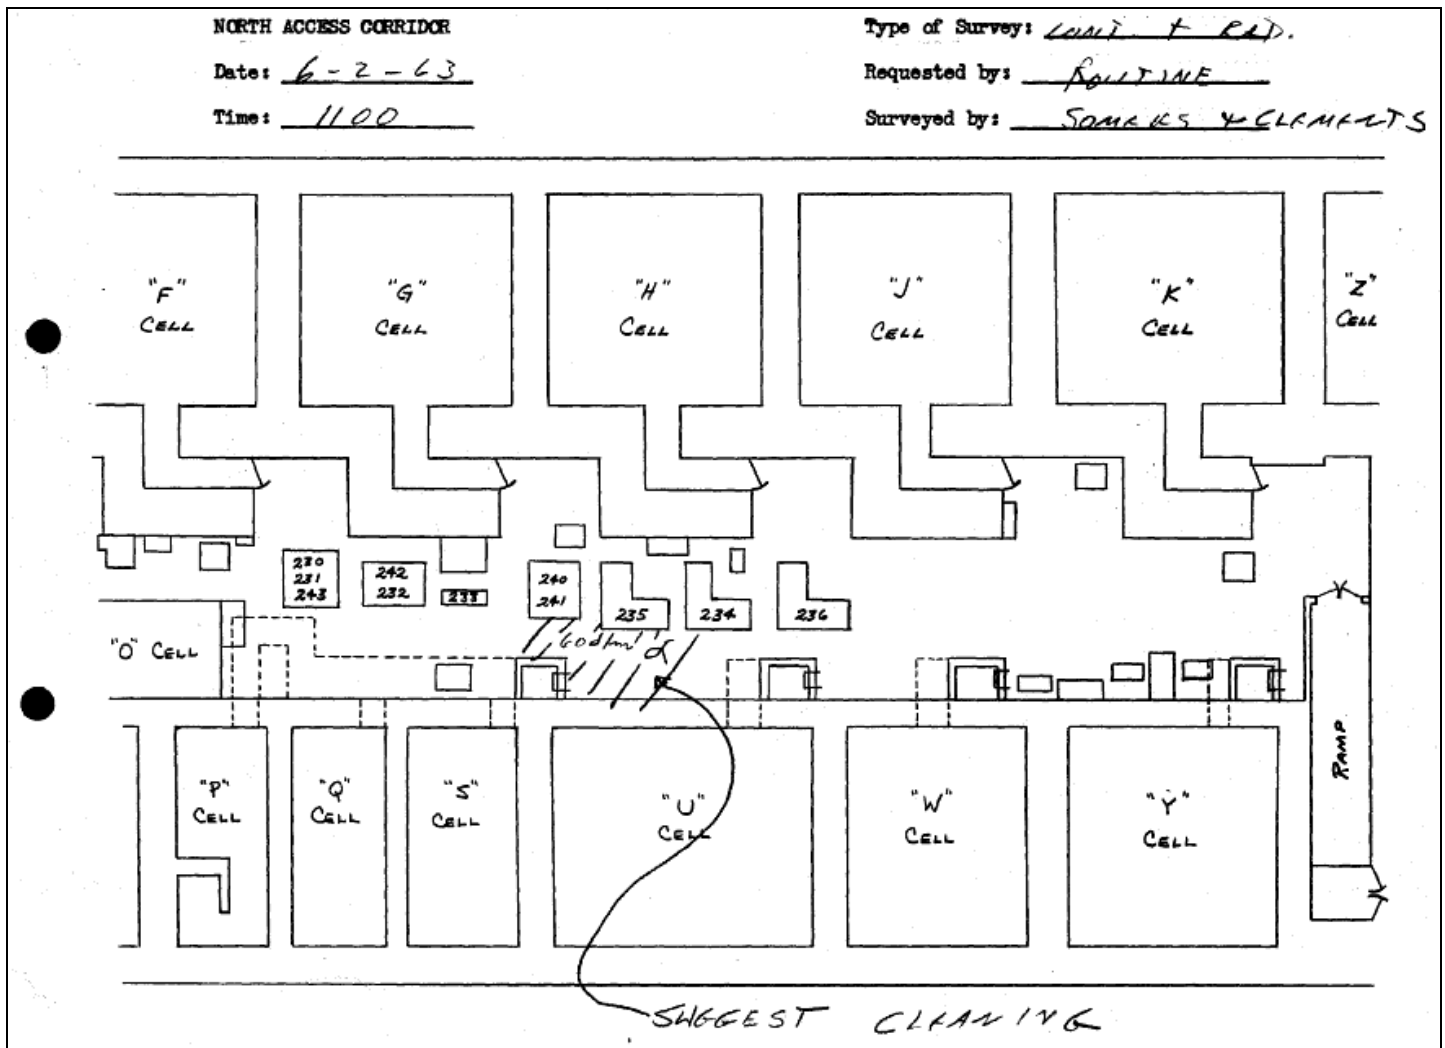 NORTH ACCESS CORRIDOR
Date: 6-2-63
Time: 1100
Type of Survey: CONT. + RAD.
Requested by: ROUTINE
Surveyed by: SOMERS & CLEMENTS
"F"
CELL
"G"
CELL
"H"
CELL
"J"
CELL
"K"
CELL
"Z"
CELL
230
231
243
242
232
233
240
241
235
234
236
"O" CELL
60 d/m α
"P"
CELL
"Q"
CELL
"S"
CELL
"U"
CELL
"W"
CELL
"Y"
CELL
RAMP
SUGGEST CLEANING